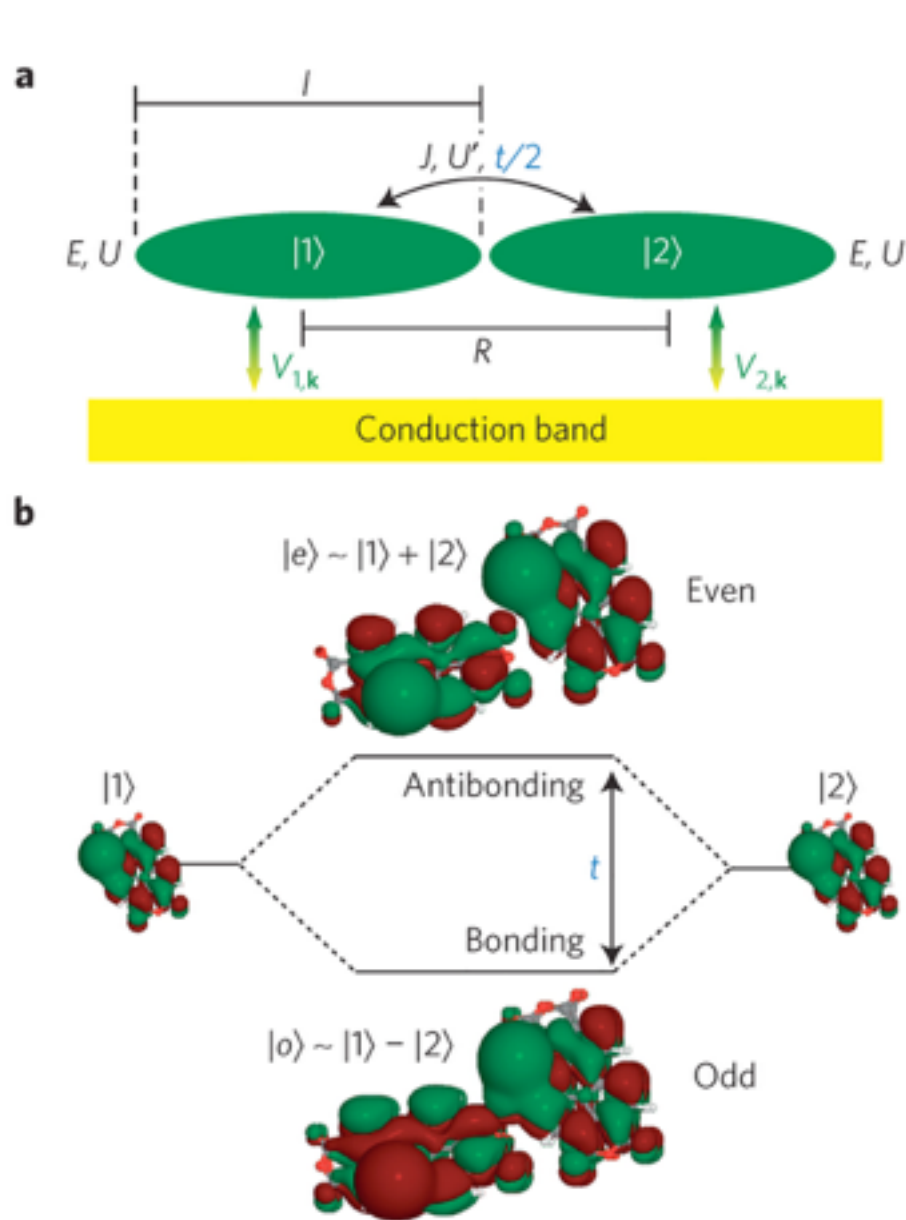 a
l
J, U′, t/2
E, U |1⟩ |2⟩ E, U
R
V1,k V2,k
Conduction band
b
|e⟩ ~ |1⟩ + |2⟩ Even
|1⟩ Antibonding |2⟩
t
Bonding
|o⟩ ~ |1⟩ − |2⟩ Odd